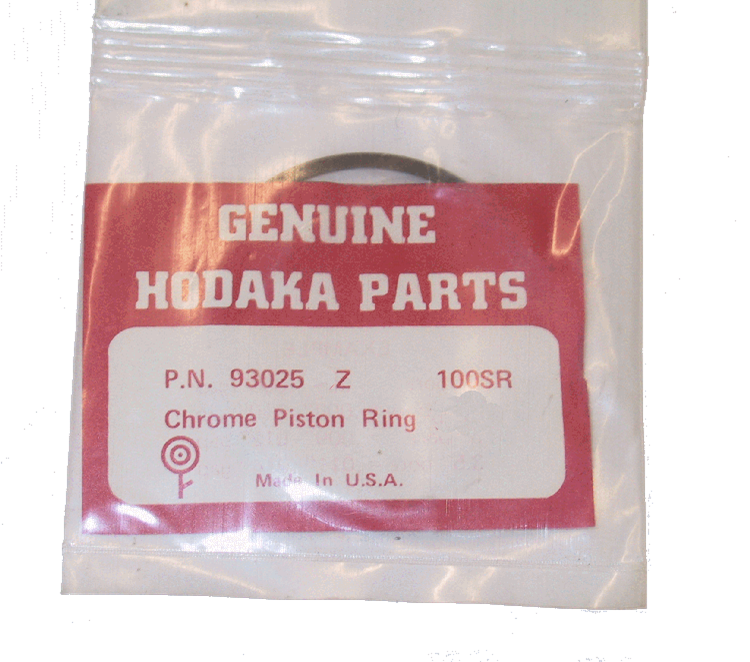 GENUINE
HODAKA PARTS
P.N. 93025 Z 100SR
Chrome Piston Ring
Made In U.S.A.